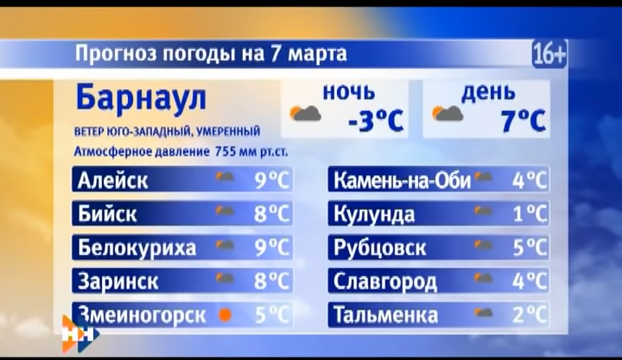 Прогноз погоды на 7 марта
16+
Барнаул
ночь
-3°C
день
7°C
ВЕТЕР ЮГО-ЗАПАДНЫЙ, УМЕРЕННЫЙ
Атмосферное давление 755 мм рт.ст.
Алейск 9°C
Бийск 8°C
Белокуриха 9°C
Заринск 8°C
Змеиногорск 5°C
Камень-на-Оби 4°C
Кулунда 1°C
Рубцовск 5°C
Славгород 4°C
Тальменка 2°C
НН